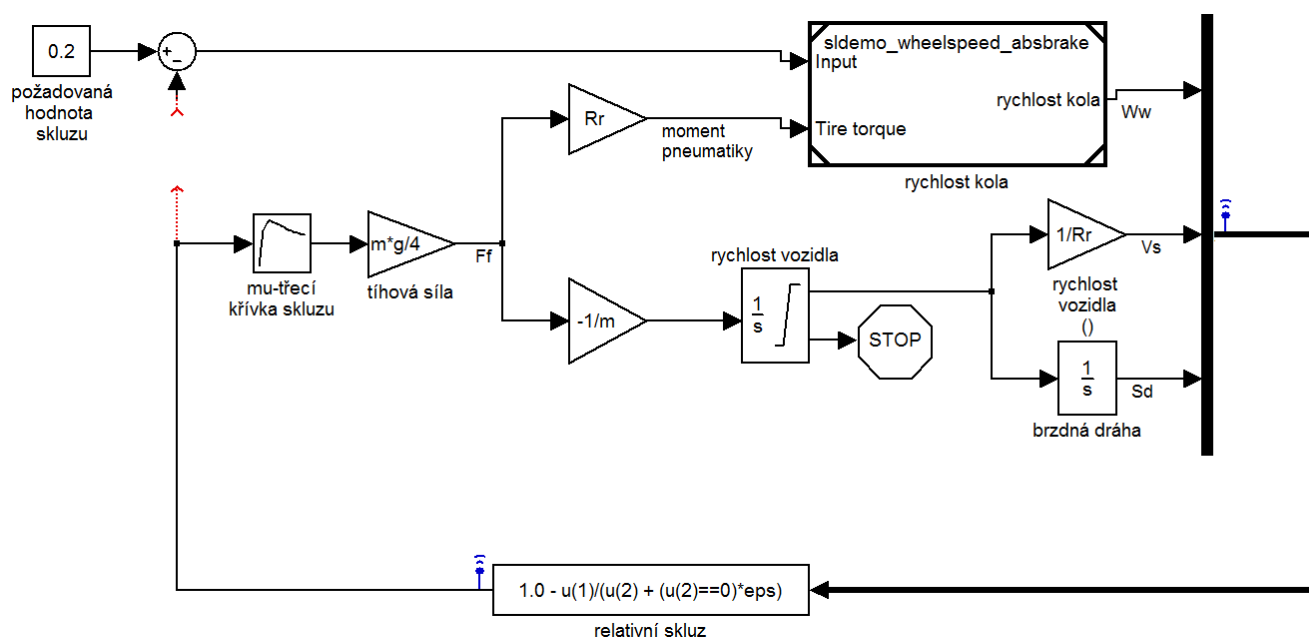 0.2
požadovaná
hodnota
skluzu
+
−
sldemo_wheelspeed_absbrake
Input
rychlost kola
Tire torque
Ww
rychlost kola
Rr
moment
pneumatiky
mu-třecí
křívka skluzu
m*g/4
tíhová síla
Ff
-1/m
rychlost vozidla
1
s
STOP
1/Rr
Vs
rychlost
vozidla
()
1
s
Sd
brzdná dráha
1.0 - u(1)/(u(2) + (u(2)==0)*eps)
relativní skluz